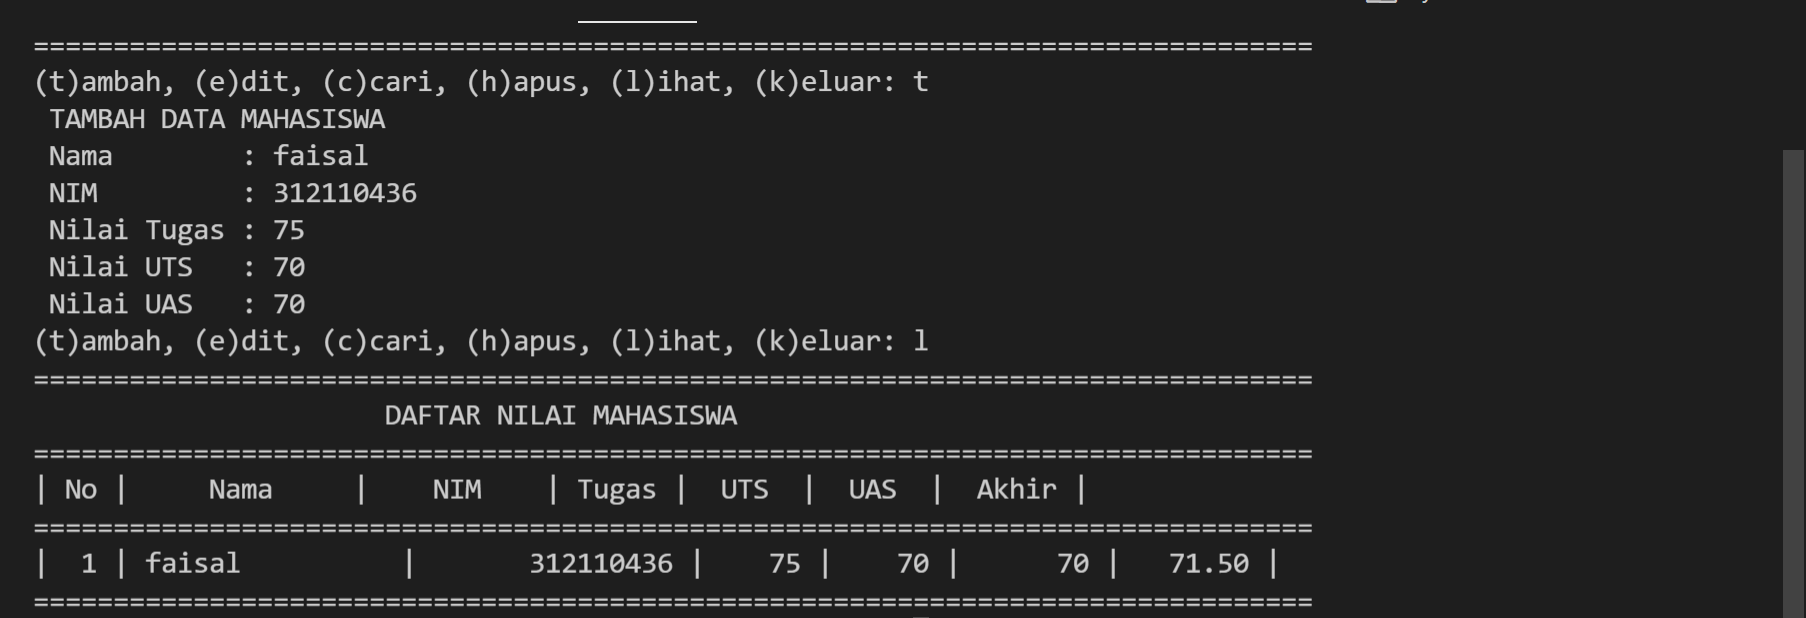 ================================================================================
(t)ambah, (e)dit, (c)cari, (h)apus, (l)ihat, (k)eluar: t
 TAMBAH DATA MAHASISWA
 Nama        : faisal
 NIM         : 312110436
 Nilai Tugas : 75
 Nilai UTS   : 70
 Nilai UAS   : 70
(t)ambah, (e)dit, (c)cari, (h)apus, (l)ihat, (k)eluar: l
================================================================================
                      DAFTAR NILAI MAHASISWA
================================================================================
| No |     Nama     |    NIM    | Tugas |  UTS  |  UAS  |  Akhir |
================================================================================
|  1 | faisal          |       312110436 |    75 |    70 |      70 |   71.50 |
================================================================================